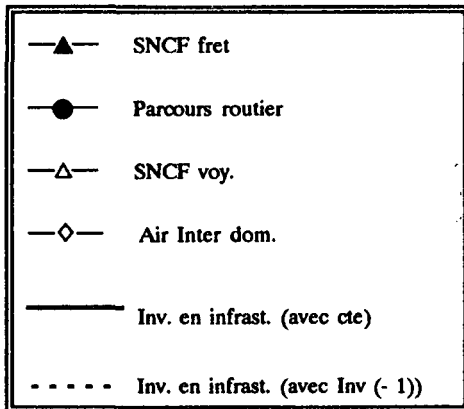 SNCF fret
Parcours routier
SNCF voy.
Air Inter dom.
Inv. en infrast. (avec cte)
Inv. en infrast. (avec Inv (- 1))